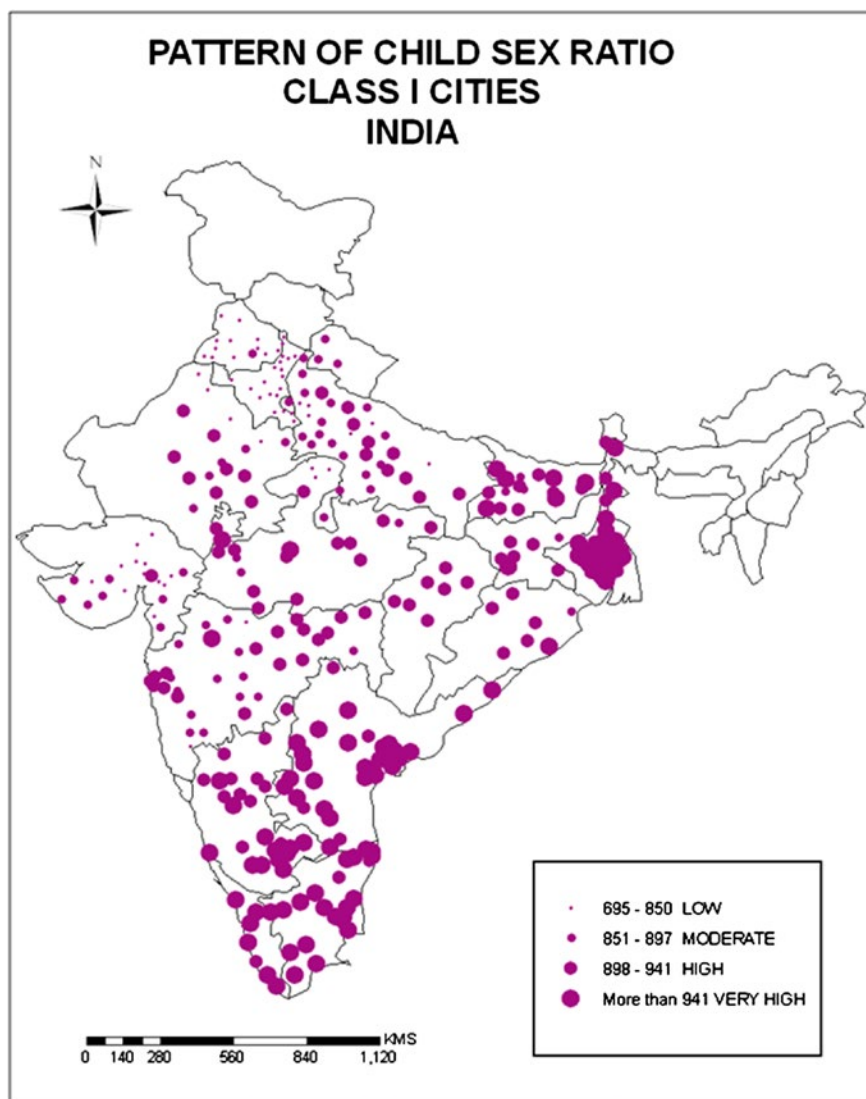 PATTERN OF CHILD SEX RATIO
CLASS I CITIES
INDIA
N
695 - 850 LOW
851 - 897 MODERATE
898 - 941 HIGH
More than 941 VERY HIGH
KMS
0 140 280 560 840 1,120